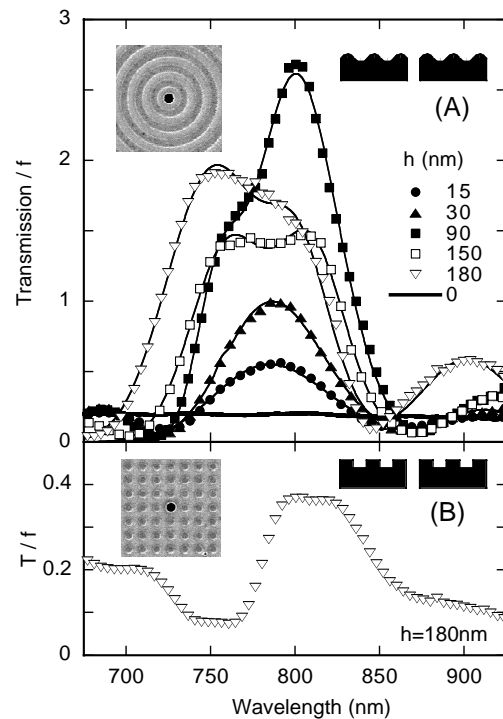 3
2
1
0
Transmission / f
(A)
h (nm)
15
30
90
150
180
0
0.4
0.2
0
T / f
(B)
h=180nm
700 750 800 850 900
Wavelength (nm)